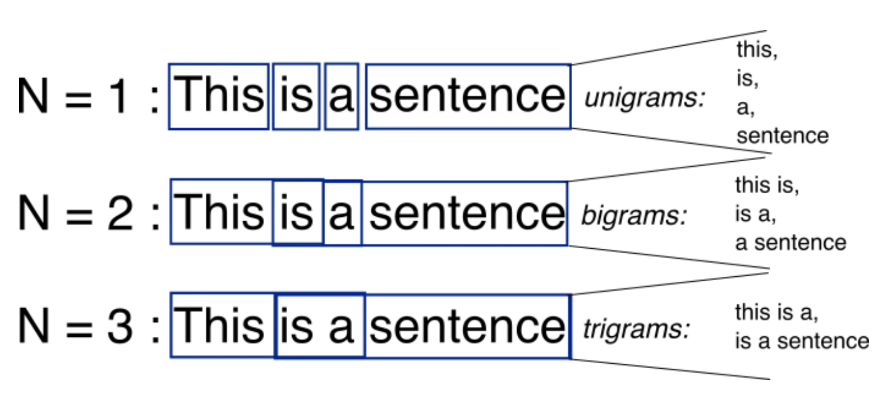 N = 1 : This is a sentence unigrams:
this,
is,
a,
sentence
N = 2 : This is a sentence bigrams:
this is,
is a,
a sentence
N = 3 : This is a sentence trigrams:
this is a,
is a sentence